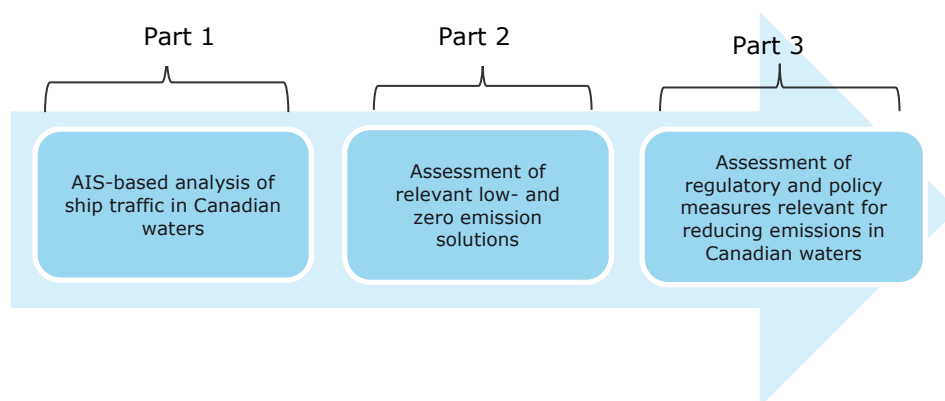 Part 1
Part 2
Part 3
AIS-based analysis of
ship traffic in Canadian
waters
Assessment of
relevant low- and
zero emission
solutions
Assessment of
regulatory and policy
measures relevant for
reducing emissions in
Canadian waters